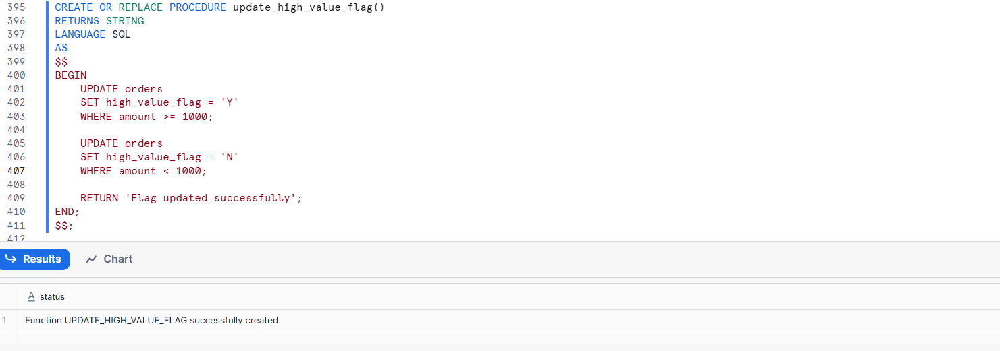 395 CREATE OR REPLACE PROCEDURE update_high_value_flag()
396 RETURNS STRING
397 LANGUAGE SQL
398 AS
399 $$
400 BEGIN
401     UPDATE orders
402     SET high_value_flag = 'Y'
403     WHERE amount >= 1000;
404
405     UPDATE orders
406     SET high_value_flag = 'N'
407     WHERE amount < 1000;
408
409     RETURN 'Flag updated successfully';
410 END;
411 $$;
412
Results Chart
A status
1 Function UPDATE_HIGH_VALUE_FLAG successfully created.